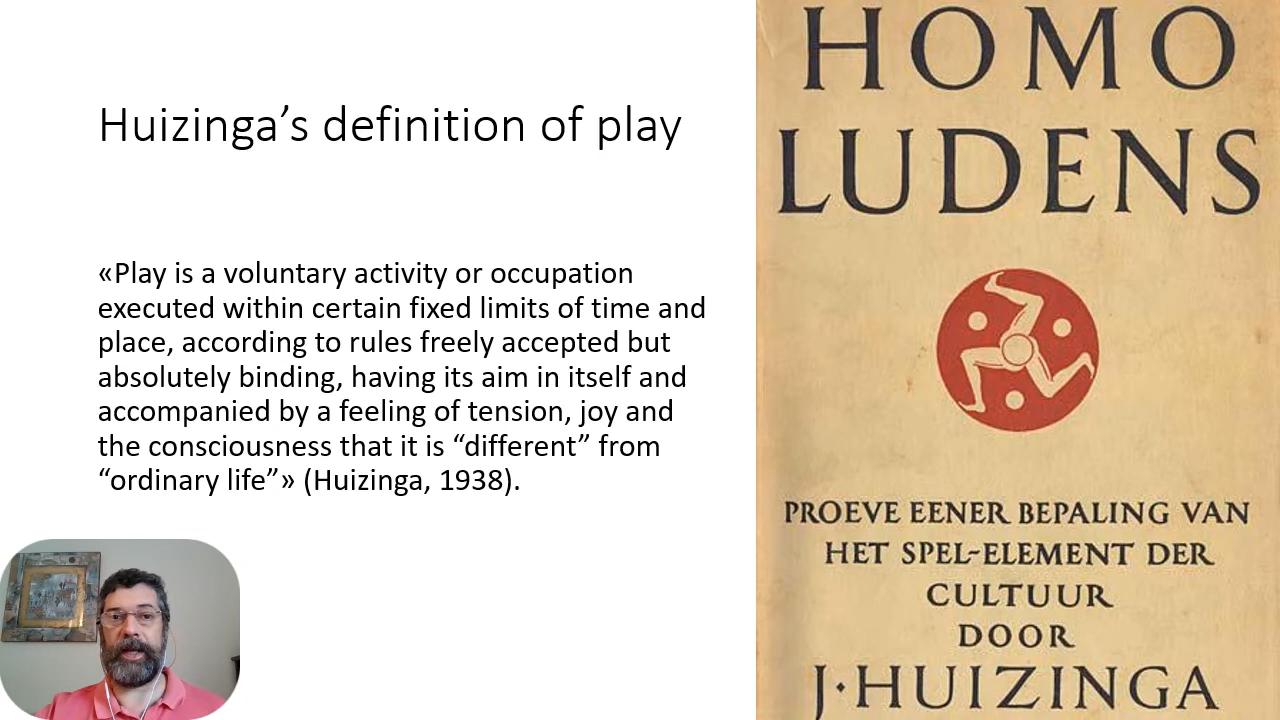 Huizinga’s definition of play
«Play is a voluntary activity or occupation
executed within certain fixed limits of time and
place, according to rules freely accepted but
absolutely binding, having its aim in itself and
accompanied by a feeling of tension, joy and
the consciousness that it is “different” from
“ordinary life”» (Huizinga, 1938).
HOMO
LUDENS
PROEVE EENER BEPALING VAN
HET SPEL-ELEMENT DER
CULTUUR
DOOR
J·HUIZINGA